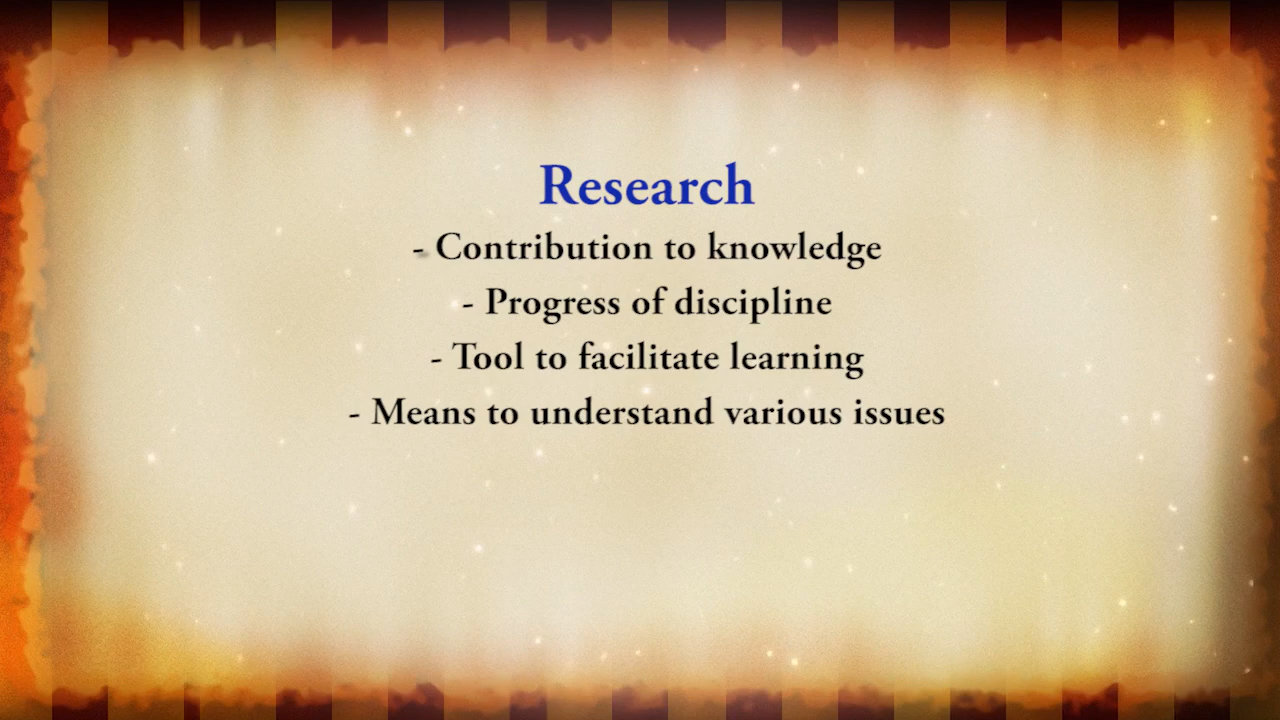 Research
- Contribution to knowledge
- Progress of discipline
- Tool to facilitate learning
- Means to understand various issues